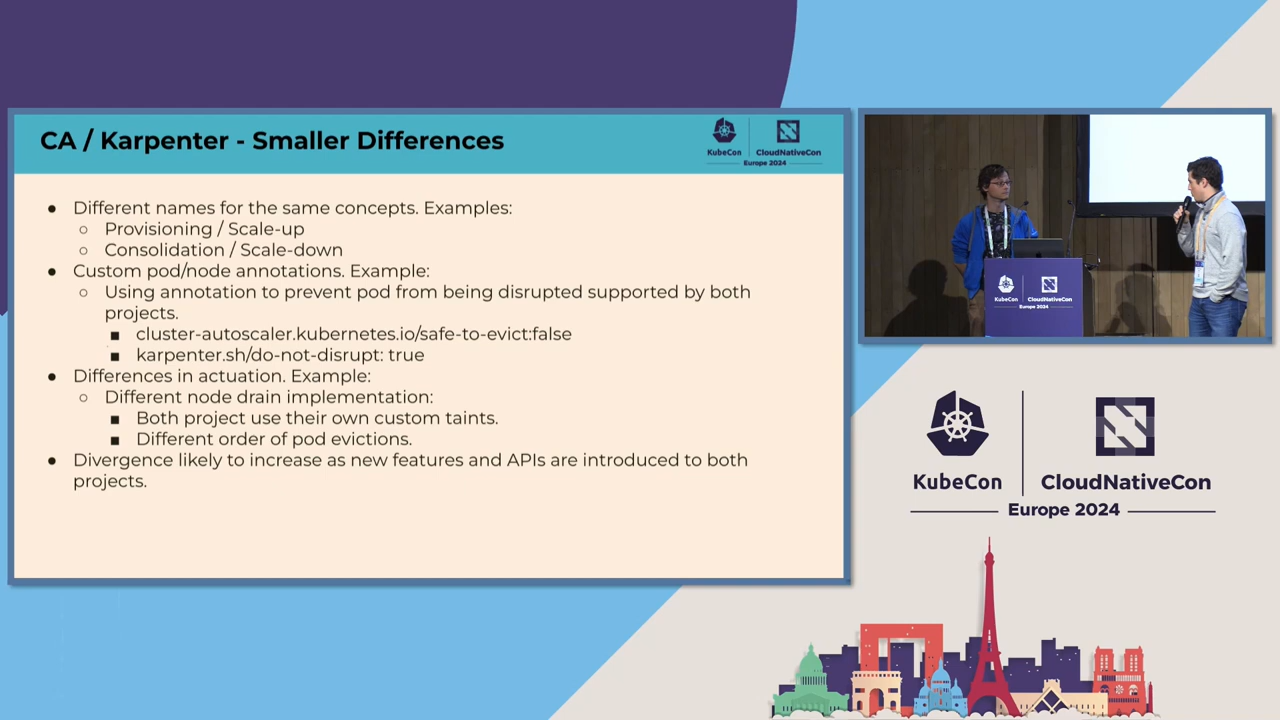 CA / Karpenter - Smaller Differences
KubeCon
CloudNativeCon
Europe 2024
● Different names for the same concepts. Examples:
○ Provisioning / Scale-up
○ Consolidation / Scale-down
● Custom pod/node annotations. Example:
○ Using annotation to prevent pod from being disrupted supported by both
projects.
■ cluster-autoscaler.kubernetes.io/safe-to-evict:false
■ karpenter.sh/do-not-disrupt: true
● Differences in actuation. Example:
○ Different node drain implementation:
■ Both project use their own custom taints.
■ Different order of pod evictions.
● Divergence likely to increase as new features and APIs are introduced to both
projects.
KubeCon
CloudNativeCon
Europe 2024
KubeCon
CloudNativeCon
Europe 2024